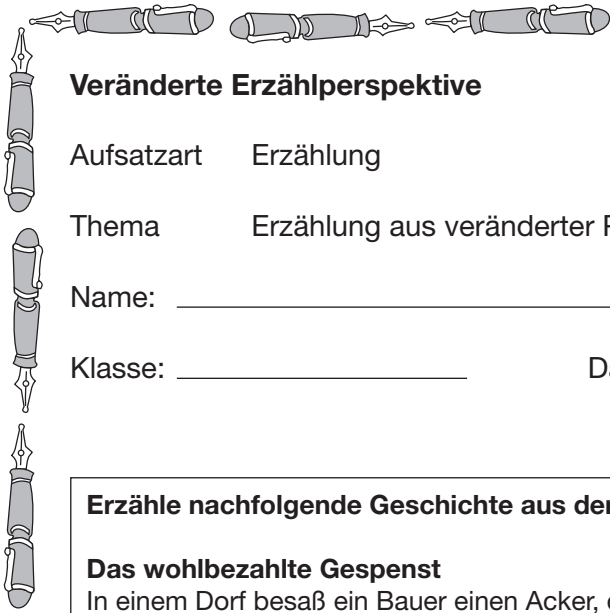 Veränderte Erzählperspektive
Aufsatzart Erzählung
Thema Erzählung aus veränderter
Name:
Klasse:
Erzähle nachfolgende Geschichte aus
Das wohlbezahlte Gespenst
In einem Dorf besaß ein Bauer einen Acker,